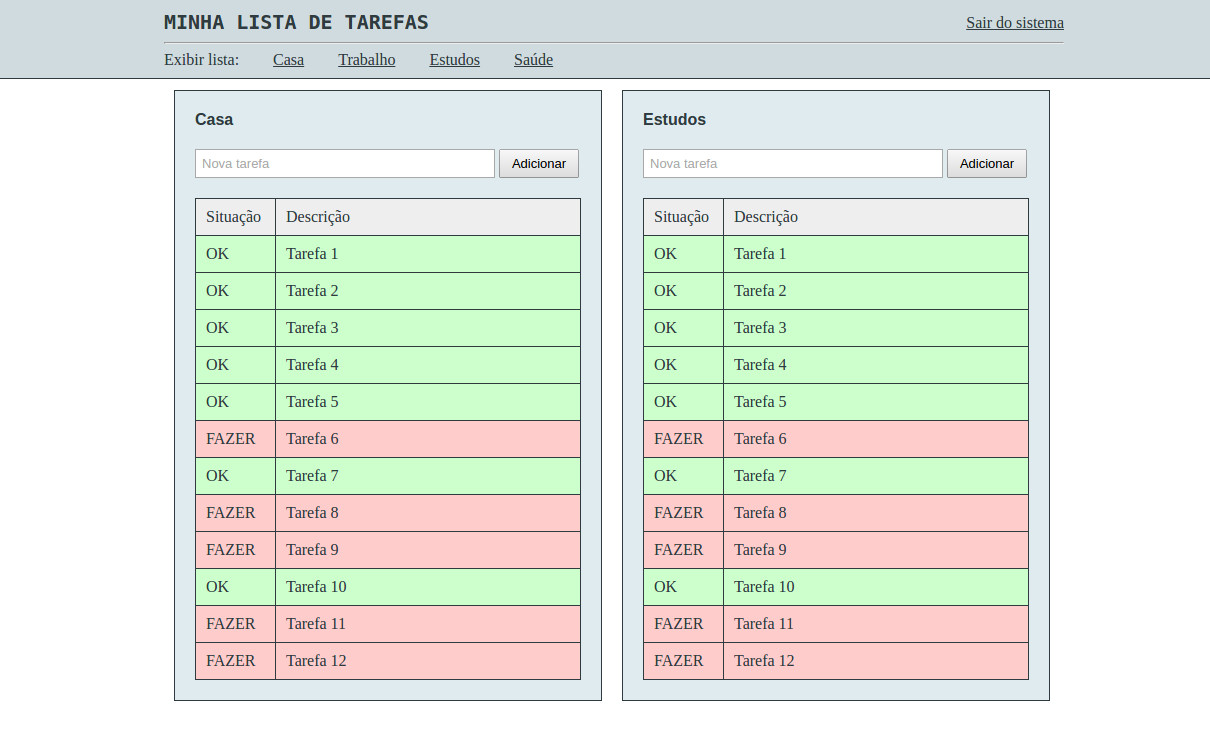 MINHA LISTA DE TAREFAS
Sair do sistema
Exibir lista: Casa Trabalho Estudos Saúde
Casa
Nova tarefa Adicionar
Situação Descrição
OK Tarefa 1
OK Tarefa 2
OK Tarefa 3
OK Tarefa 4
OK Tarefa 5
FAZER Tarefa 6
OK Tarefa 7
FAZER Tarefa 8
FAZER Tarefa 9
OK Tarefa 10
FAZER Tarefa 11
FAZER Tarefa 12
Estudos
Nova tarefa Adicionar
Situação Descrição
OK Tarefa 1
OK Tarefa 2
OK Tarefa 3
OK Tarefa 4
OK Tarefa 5
FAZER Tarefa 6
OK Tarefa 7
FAZER Tarefa 8
FAZER Tarefa 9
OK Tarefa 10
FAZER Tarefa 11
FAZER Tarefa 12